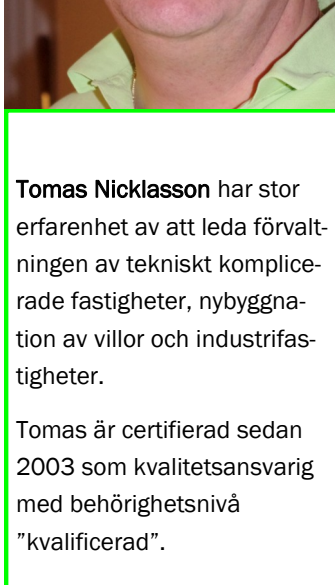 Tomas Nicklasson har stor
erfarenhet av att leda förvalt-
ningen av tekniskt komplice-
rade fastigheter, nybyggna-
tion av villor och industrifas-
tigheter.
Tomas är certifierad sedan
2003 som kvalitetsansvarig
med behörighetsnivå
”kvalificerad”.